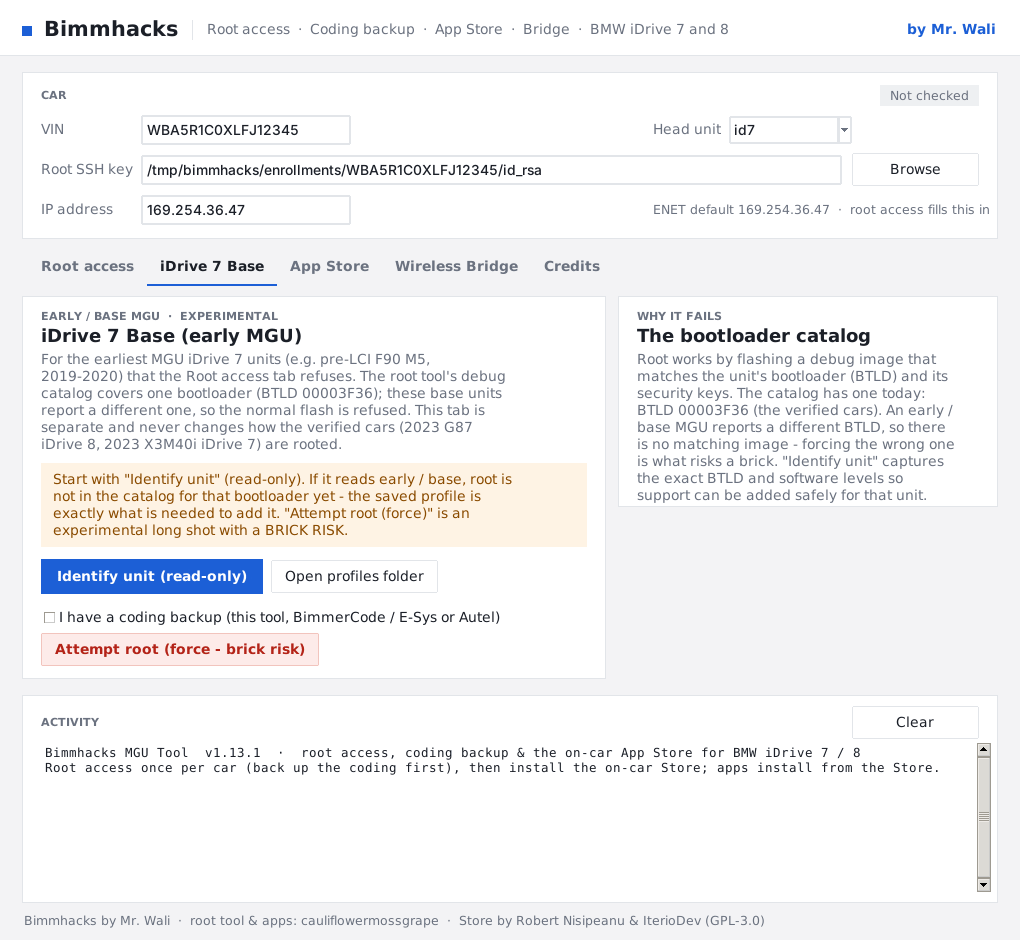 Bimmhacks
Root access · Coding backup · App Store · Bridge · BMW iDrive 7 and 8
by Mr. Wali
CAR
Not checked
VIN
WBA5R1C0XLFJ12345
Head unit
id7
Root SSH key
/tmp/bimmhacks/enrollments/WBA5R1C0XLFJ12345/id_rsa
Browse
IP address
169.254.36.47
ENET default 169.254.36.47 · root access fills this in
Root access
iDrive 7 Base
App Store
Wireless Bridge
Credits
EARLY / BASE MGU · EXPERIMENTAL
iDrive 7 Base (early MGU)
For the earliest MGU iDrive 7 units (e.g. pre-LCI F90 M5,
2019-2020) that the Root access tab refuses. The root tool's debug
catalog covers one bootloader (BTLD 00003F36); these base units
report a different one, so the normal flash is refused. This tab is
separate and never changes how the verified cars (2023 G87
iDrive 8, 2023 X3M40i iDrive 7) are rooted.
Start with "Identify unit" (read-only). If it reads early / base, root is
not in the catalog for that bootloader yet - the saved profile is
exactly what is needed to add it. "Attempt root (force)" is an
experimental long shot with a BRICK RISK.
Identify unit (read-only)
Open profiles folder
I have a coding backup (this tool, BimmerCode / E-Sys or Autel)
Attempt root (force - brick risk)
WHY IT FAILS
The bootloader catalog
Root works by flashing a debug image that
matches the unit's bootloader (BTLD) and its
security keys. The catalog has one today:
BTLD 00003F36 (the verified cars). An early /
base MGU reports a different BTLD, so there
is no matching image - forcing the wrong one
is what risks a brick. "Identify unit" captures
the exact BTLD and software levels so
support can be added safely for that unit.
ACTIVITY
Clear
Bimmhacks MGU Tool v1.13.1 · root access, coding backup & the on-car App Store for BMW iDrive 7 / 8
Root access once per car (back up the coding first), then install the on-car Store; apps install from the Store.
Bimmhacks by Mr. Wali · root tool & apps: cauliflowermossgrape · Store by Robert Nisipeanu & IterioDev (GPL-3.0)